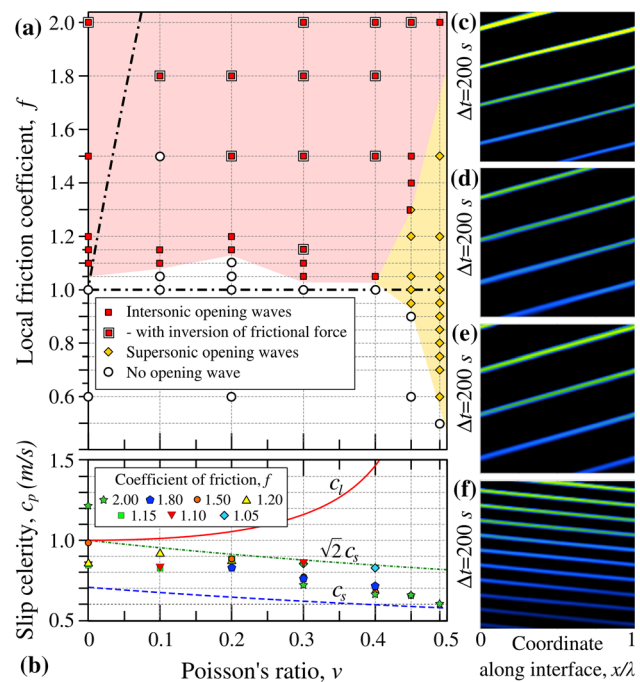 (a)
2.0
1.8
1.6
1.4
1.2
1.0
0.8
0.6
Local friction coefficient, f
Intersonic opening waves
- with inversion of frictional force
Supersonic opening waves
No opening wave
1.5
1.0
0.5
Slip celerity, cp (m/s)
Coefficient of friction, f
2.00 1.80 1.50 1.20
1.15 1.10 1.05
cl
√2 cs
cs
0 0.1 0.2 0.3 0.4 0.5
(b)
Poisson's ratio, ν
(c)
Δt=200 s
(d)
Δt=200 s
(e)
Δt=200 s
(f)
Δt=200 s
0 Coordinate 1
along interface, x/λ